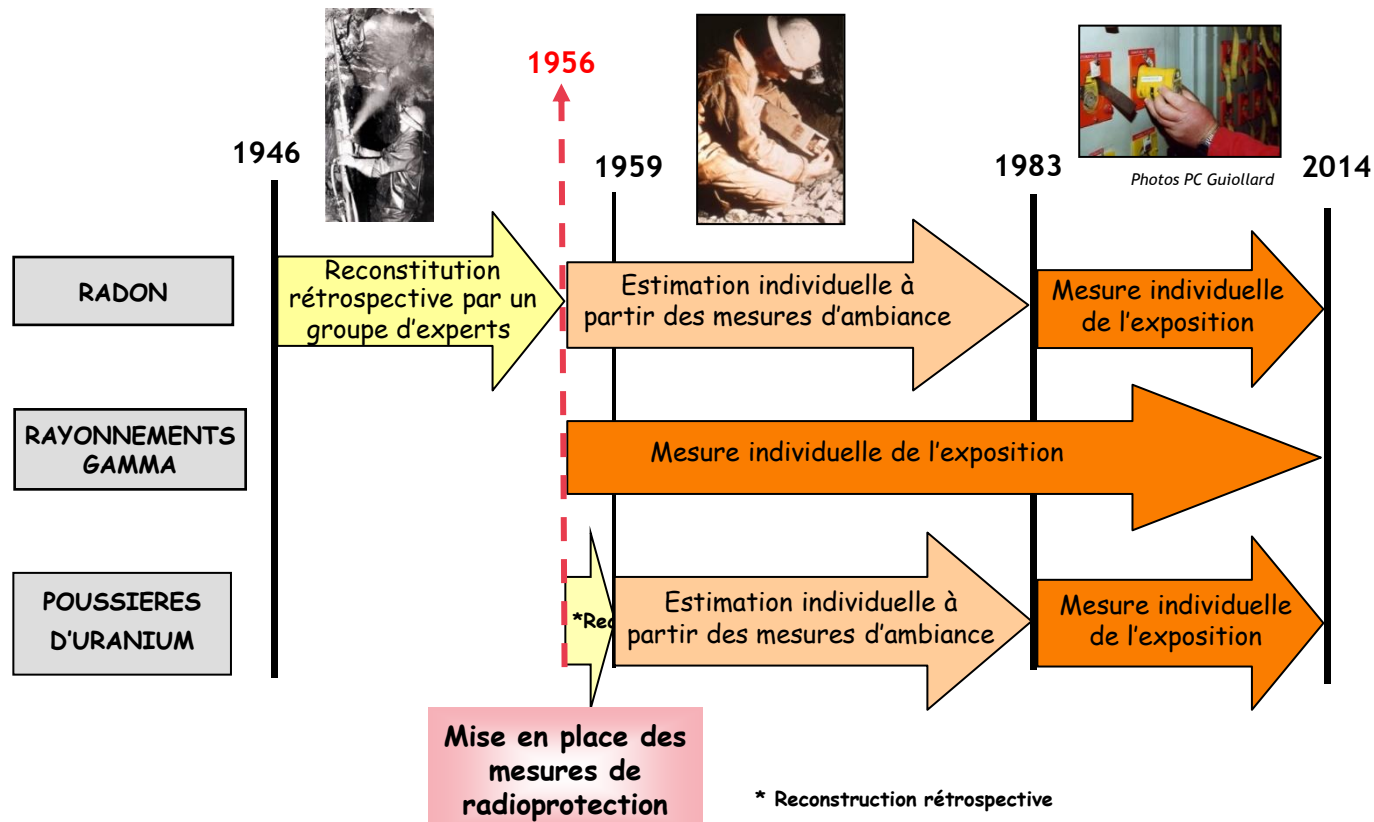 1956
1946
1959
1983
2014
Photos PC Guiollard
RADON
Reconstitution
rétrospective par un
groupe d'experts
Estimation individuelle à
partir des mesures d'ambiance
Mesure individuelle
de l'exposition
RAYONNEMENTS
GAMMA
Mesure individuelle de l'exposition
POUSSIERES
D'URANIUM
*Rec
Estimation individuelle à
partir des mesures d'ambiance
Mesure individuelle
de l'exposition
Mise en place des
mesures de
radioprotection
* Reconstruction rétrospective